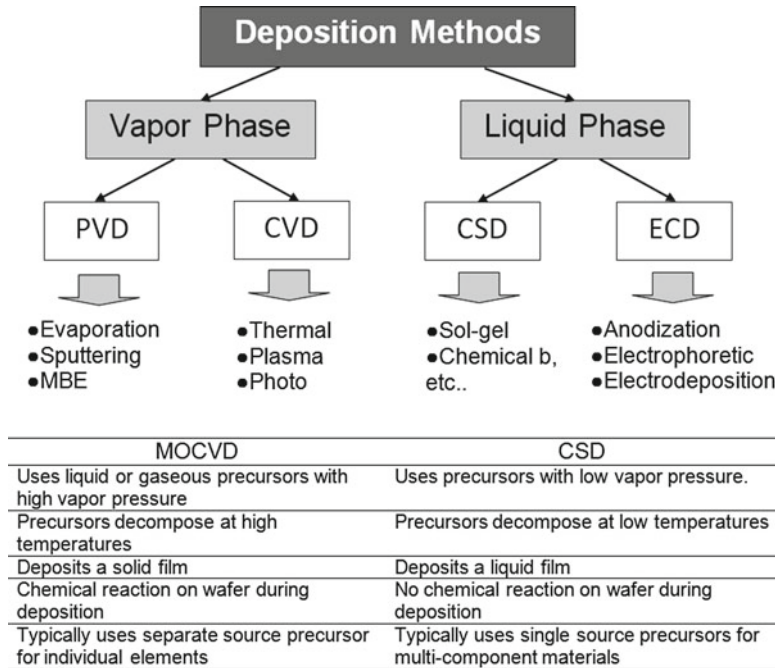 Deposition Methods
Vapor Phase
Liquid Phase
PVD
CVD
CSD
ECD
●Evaporation
●Sputtering
●MBE
●Thermal
●Plasma
●Photo
●Sol-gel
●Chemical b,
etc..
●Anodization
●Electrophoretic
●Electrodeposition
MOCVD
CSD
Uses liquid or gaseous precursors with
high vapor pressure
Uses precursors with low vapor pressure.
Precursors decompose at high
temperatures
Precursors decompose at low temperatures
Deposits a solid film
Deposits a liquid film
Chemical reaction on wafer during
deposition
No chemical reaction on wafer during
deposition
Typically uses separate source precursor
for individual elements
Typically uses single source precursors for
multi-component materials